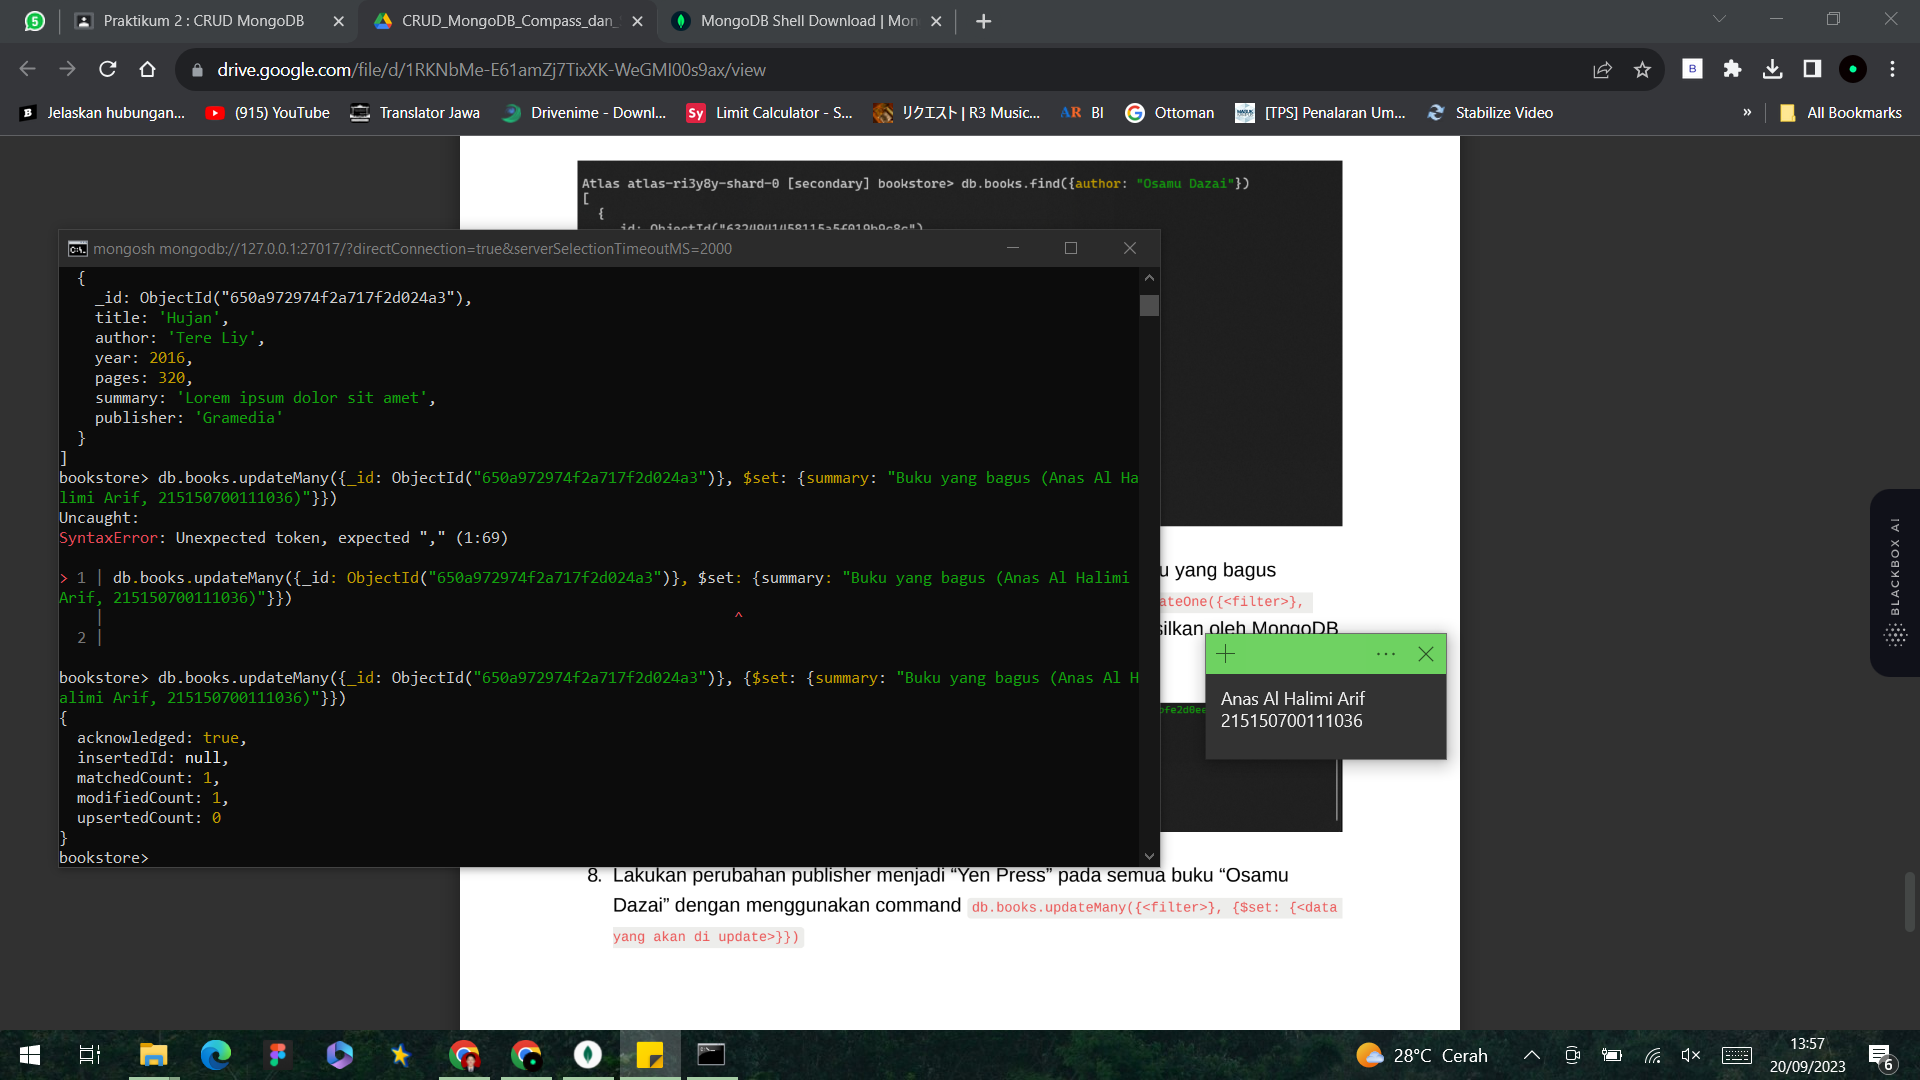 Praktikum 2 : CRUD MongoDB
CRUD_MongoDB_Compass_dan_
MongoDB Shell Download | Mon
drive.google.com/file/d/1RKNbMe-E61amZj7TixXK-WeGMI00s9ax/view
Jelaskan hubungan...
(915) YouTube
Translator Jawa
Drivenime - Downl...
Sy Limit Calculator - S...
リクエスト | R3 Music...
AR BI
Ottoman
[TPS] Penalaran Um...
Stabilize Video
»
All Bookmarks
Atlas atlas-ri3y8y-shard-0 [secondary] bookstore> db.books.find({author: "Osamu Dazai"})
[
{
mongosh mongodb://127.0.0.1:27017/?directConnection=true&serverSelectionTimeoutMS=2000
{
_id: ObjectId("650a972974f2a717f2d024a3"),
title: 'Hujan',
author: 'Tere Liy',
year: 2016,
pages: 320,
summary: 'Lorem ipsum dolor sit amet',
publisher: 'Gramedia'
}
]
bookstore> db.books.updateMany({_id: ObjectId("650a972974f2a717f2d024a3")}, $set: {summary: "Buku yang bagus (Anas Al Ha
limi Arif, 215150700111036)"}})
Uncaught:
SyntaxError: Unexpected token, expected "," (1:69)
> 1 | db.books.updateMany({_id: ObjectId("650a972974f2a717f2d024a3")}, $set: {summary: "Buku yang bagus (Anas Al Halimi
Arif, 215150700111036)"}})
| ^
2 |
bookstore> db.books.updateMany({_id: ObjectId("650a972974f2a717f2d024a3")}, {$set: {summary: "Buku yang bagus (Anas Al H
alimi Arif, 215150700111036)"}})
{
acknowledged: true,
insertedId: null,
matchedCount: 1,
modifiedCount: 1,
upsertedCount: 0
}
bookstore>
u yang bagus
ateOne({<filter>},
silkan oleh MongoDB
Anas Al Halimi Arif
215150700111036
8. Lakukan perubahan publisher menjadi “Yen Press” pada semua buku “Osamu
Dazai” dengan menggunakan command db.books.updateMany({<filter>}, {$set: {<data
yang akan di update>}})
BLACKBOX AI
28°C Cerah
13:57
20/09/2023
6